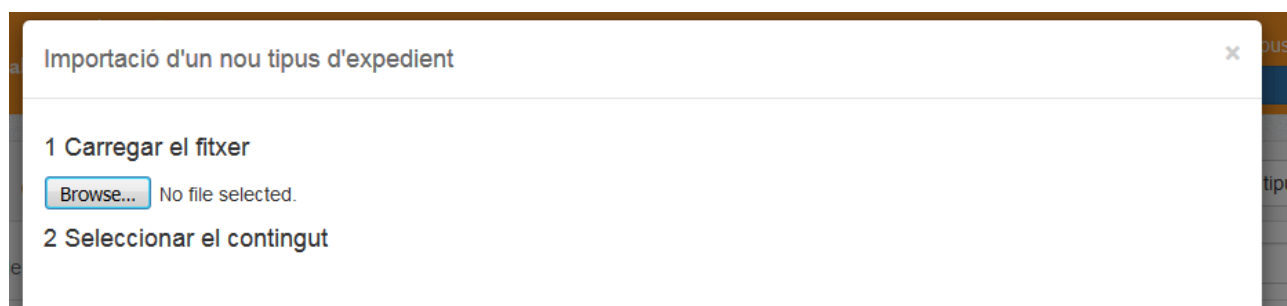 Importació d'un nou tipus d'expedient ×
1 Carregar el fitxer
Browse... No file selected.
2 Seleccionar el contingut